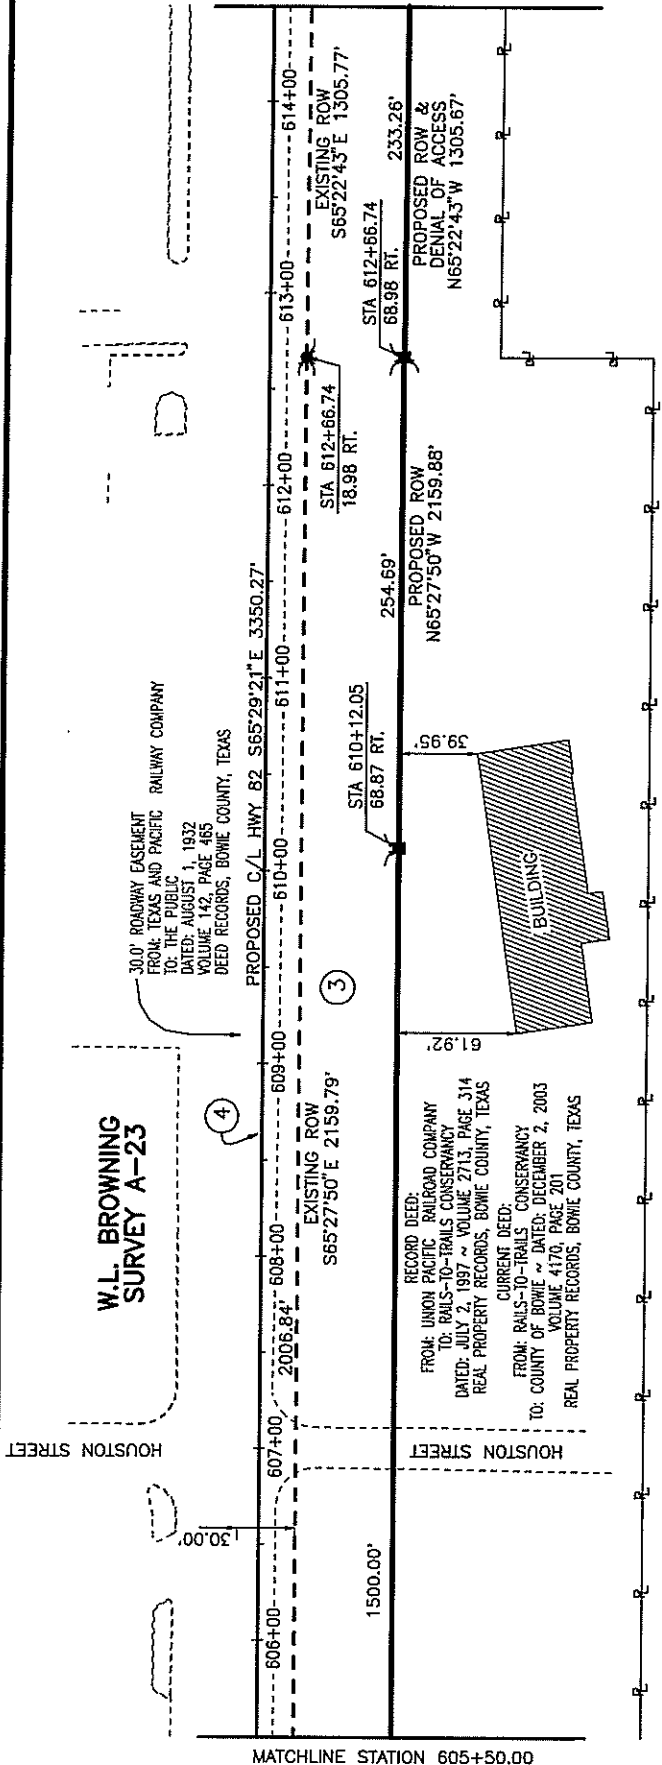 W.L. BROWNING
SURVEY A-23
30.0' ROADWAY EASEMENT
FROM: TEXAS AND PACIFIC RAILWAY COMPANY
TO: THE PUBLIC
DATED: AUGUST 1, 1932
VOLUME 142, PAGE 465
DEED RECORDS, BOWIE COUNTY, TEXAS
HOUSTON STREET
30.00'
4
PROPOSED C/L HWY 82 S65°29'21"E 3350.27'
606+00
607+00
608+00
609+00
610+00
611+00
612+00
613+00
614+00
2006.84'
EXISTING ROW
S65°27'50"E 2159.79'
3
STA 612+66.74
18.98 RT.
EXISTING ROW
S65°22'43"E 1305.77'
STA 610+12.05
68.87 RT.
STA 612+66.74
68.98 RT.
1500.00'
254.69'
PROPOSED ROW
N65°27'50"W 2159.88'
233.26'
PROPOSED ROW &
DENIAL OF ACCESS
N65°22'43"W 1305.67'
HOUSTON STREET
RECORD DEED:
FROM: UNION PACIFIC RAILROAD COMPANY
TO: RAILS-TO-TRAILS CONSERVANCY
DATED: JULY 2, 1997 ~ VOLUME 2713, PAGE 314
REAL PROPERTY RECORDS, BOWIE COUNTY, TEXAS
CURRENT DEED:
FROM: RAILS-TO-TRAILS CONSERVANCY
TO: COUNTY OF BOWIE ~ DATED: DECEMBER 2, 2003
VOLUME 4170, PAGE 201
REAL PROPERTY RECORDS, BOWIE COUNTY, TEXAS
61.92'
39.95'
BUILDING
MATCHLINE STATION 605+50.00